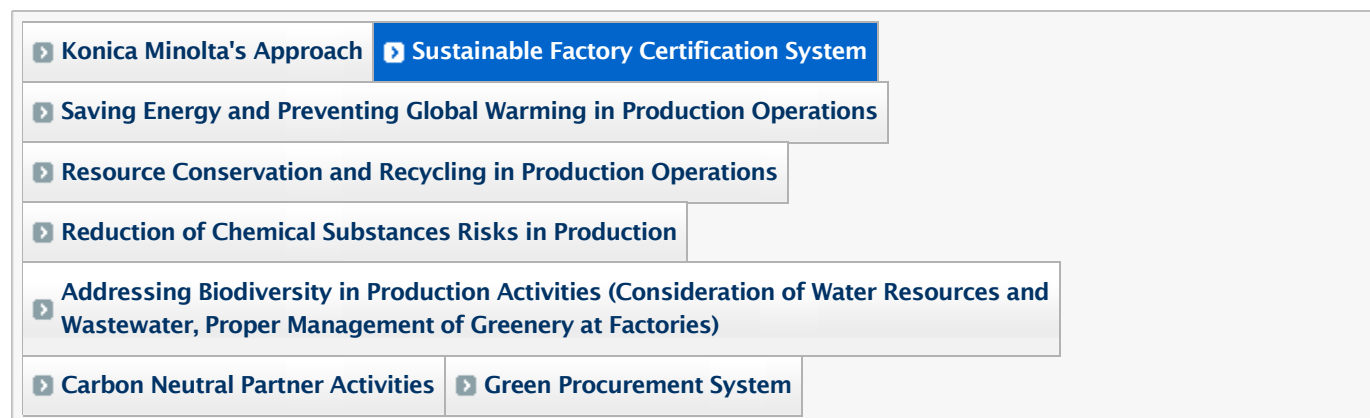 Konica Minolta's Approach Sustainable Factory Certification System
Saving Energy and Preventing Global Warming in Production Operations
Resource Conservation and Recycling in Production Operations
Reduction of Chemical Substances Risks in Production
Addressing Biodiversity in Production Activities (Consideration of Water Resources and
Wastewater, Proper Management of Greenery at Factories)
Carbon Neutral Partner Activities Green Procurement System